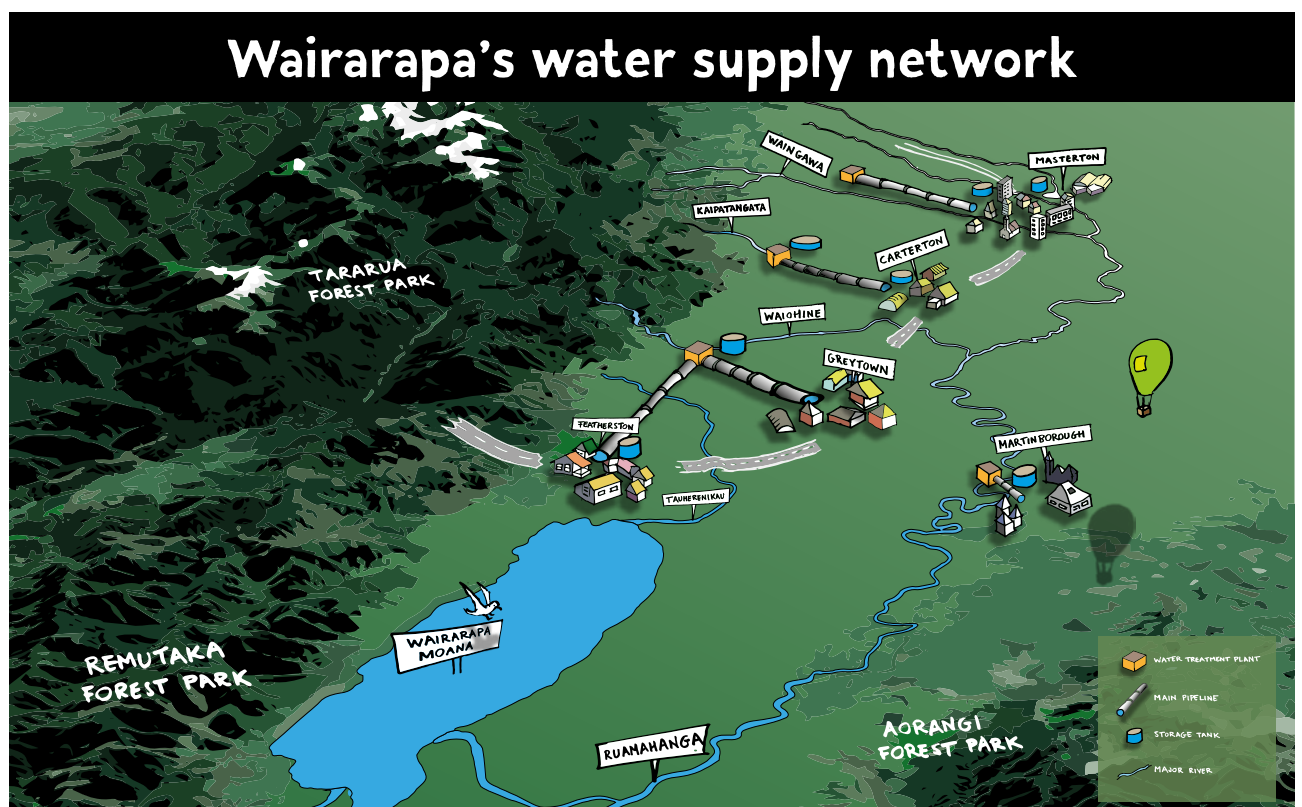 Wairarapa's water supply network
WAINGAWA
MASTERTON
KAIPATANGATA
CARTERTON
TARARUA
FOREST PARK
WAIOHINE
GREYTOWN
FEATHERSTON
MARTINBOROUGH
TAUHERENIKAU
WAIRARAPA
MOANA
REMUTAKA
FOREST PARK
RUAMAHANGA
AORANGI
FOREST PARK
WATER TREATMENT PLANT
MAIN PIPELINE
STORAGE TANK
MAJOR RIVER